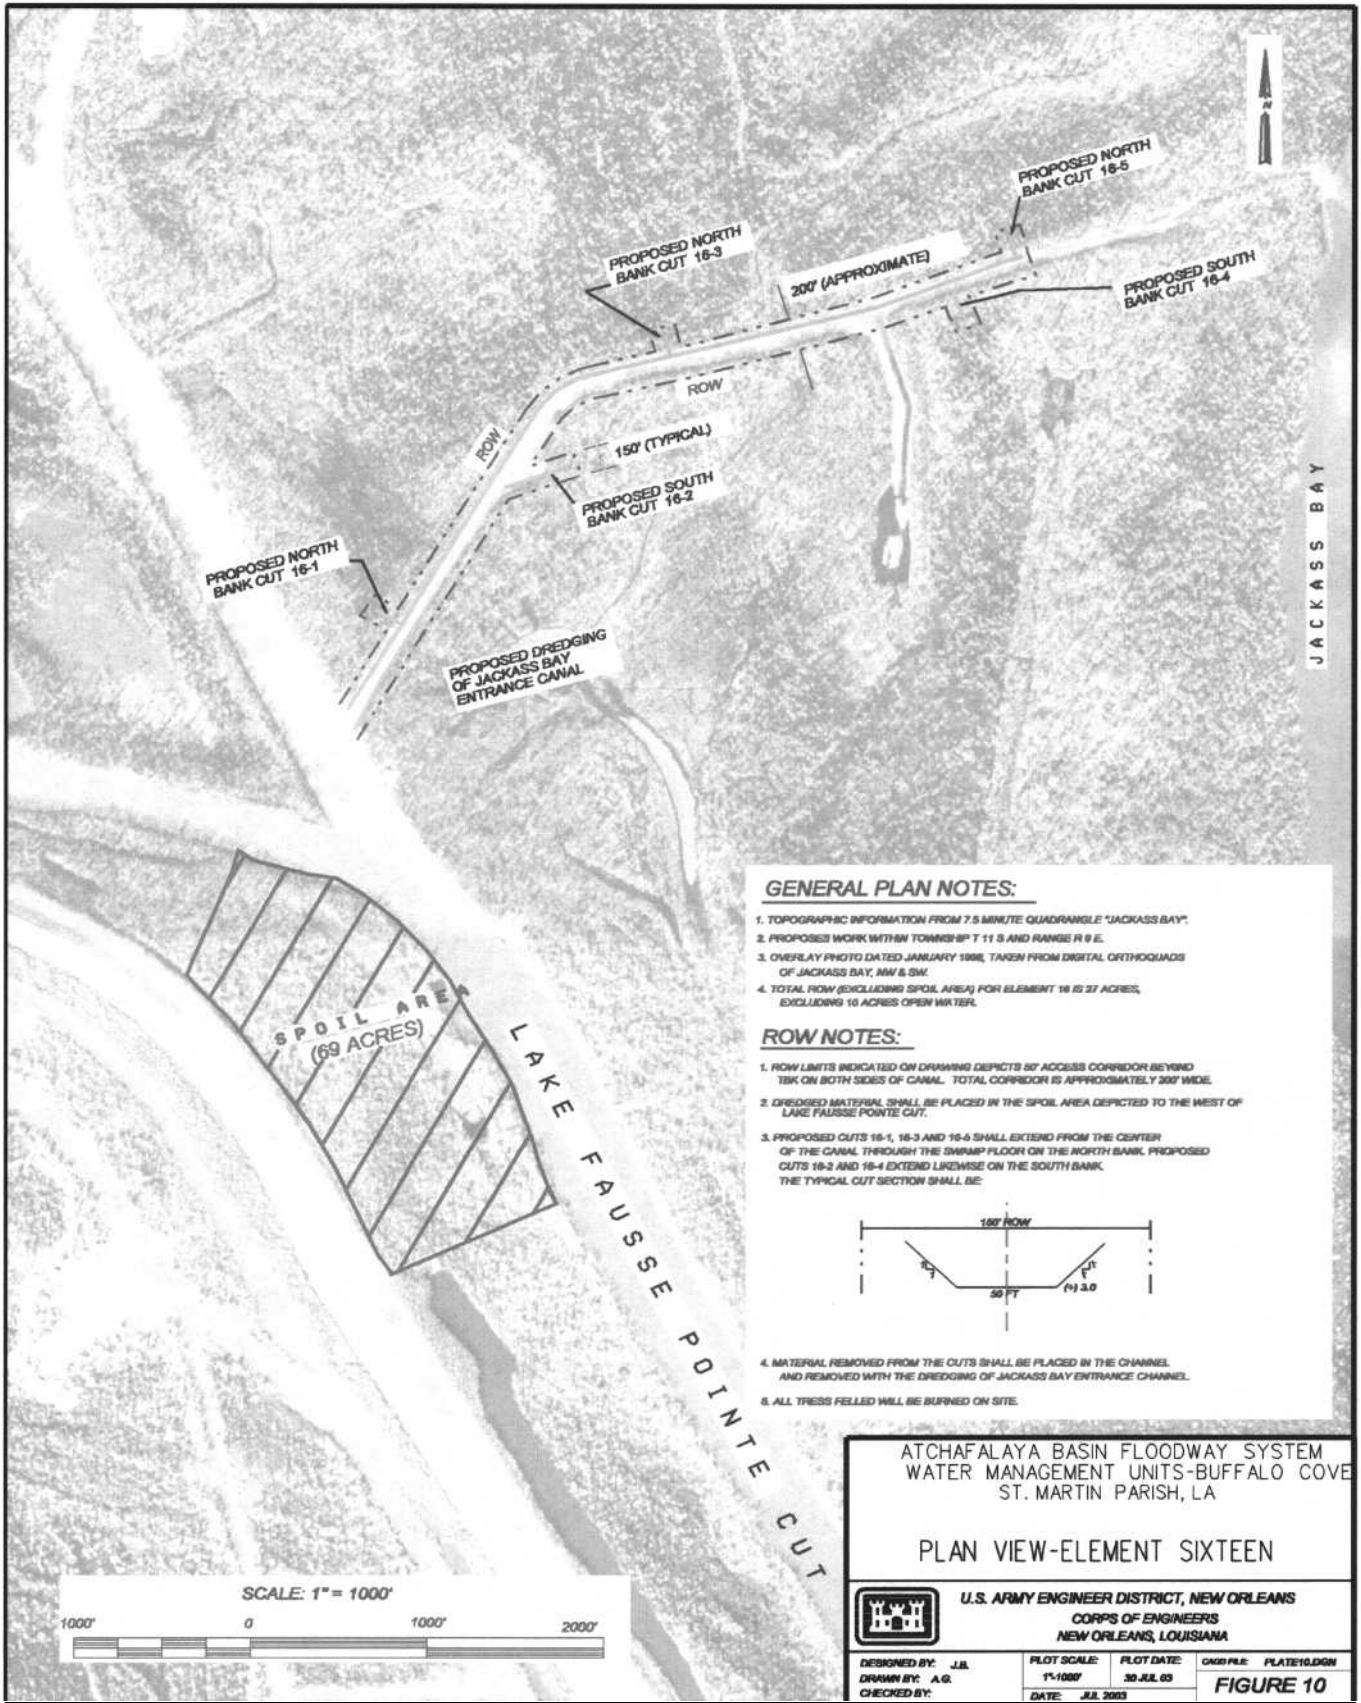 N
PROPOSED NORTH
BANK CUT 16-5
PROPOSED NORTH
BANK CUT 16-3
200' (APPROXIMATE)
PROPOSED SOUTH
BANK CUT 16-4
ROW
ROW
150' (TYPICAL)
PROPOSED SOUTH
BANK CUT 16-2
PROPOSED NORTH
BANK CUT 16-1
JACKASS BAY
PROPOSED DREDGING
OF JACKASS BAY
ENTRANCE CANAL
SPOIL AREA
(69 ACRES)
LAKE FAUSSE POINTE CUT
GENERAL PLAN NOTES:
1. TOPOGRAPHIC INFORMATION FROM 7.5 MINUTE QUADRANGLE "JACKASS BAY".
2. PROPOSES WORK WITHIN TOWNSHIP T 11 S AND RANGE R 9 E.
3. OVERLAY PHOTO DATED JANUARY 1998, TAKEN FROM DIGITAL ORTHOQUADS
OF JACKASS BAY, NW & SW.
4. TOTAL ROW (EXCLUDING SPOIL AREA) FOR ELEMENT 16 IS 27 ACRES,
EXCLUDING 10 ACRES OPEN WATER.
ROW NOTES:
1. ROW LIMITS INDICATED ON DRAWING DEPICTS 50' ACCESS CORRIDOR BEYOND
TBK ON BOTH SIDES OF CANAL. TOTAL CORRIDOR IS APPROXIMATELY 200' WIDE.
2. DREDGED MATERIAL SHALL BE PLACED IN THE SPOIL AREA DEPICTED TO THE WEST OF
LAKE FAUSSE POINTE CUT.
3. PROPOSED CUTS 16-1, 16-3 AND 16-5 SHALL EXTEND FROM THE CENTER
OF THE CANAL THROUGH THE SWAMP FLOOR ON THE NORTH BANK. PROPOSED
CUTS 16-2 AND 16-4 EXTEND LIKEWISE ON THE SOUTH BANK.
THE TYPICAL CUT SECTION SHALL BE:
150' ROW
50 FT
(+) 3.0
4. MATERIAL REMOVED FROM THE CUTS SHALL BE PLACED IN THE CHANNEL
AND REMOVED WITH THE DREDGING OF JACKASS BAY ENTRANCE CHANNEL.
5. ALL TRESS FELLED WILL BE BURNED ON SITE.
ATCHAFALAYA BASIN FLOODWAY SYSTEM
WATER MANAGEMENT UNITS-BUFFALO COVE
ST. MARTIN PARISH, LA
PLAN VIEW-ELEMENT SIXTEEN
SCALE: 1" = 1000'
1000' 0 1000' 2000'
U.S. ARMY ENGINEER DISTRICT, NEW ORLEANS
CORPS OF ENGINEERS
NEW ORLEANS, LOUISIANA
DESIGNED BY: J.B.
DRAWN BY: A.G.
CHECKED BY:
PLOT SCALE:
1"-1000'
PLOT DATE:
30 JUL 03
DATE: JUL 2003
CADD FILE: PLATE10.DGN
FIGURE 10